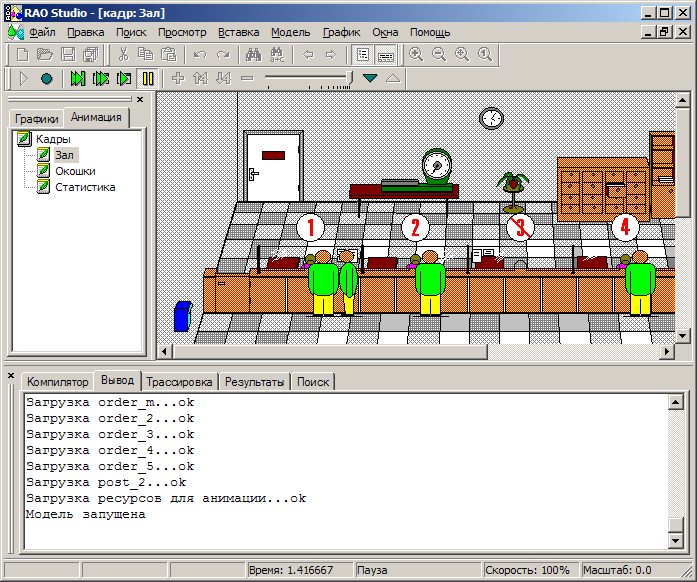 RAO Studio - [кадр: Зал]
Файл Правка Поиск Просмотр Вставка Модель График Окна Помощь
Графики Анимация
Кадры
Зал
Окошки
Статистика
1 2 3 4
Компилятор Вывод Трассировка Результаты Поиск
Загрузка order_m...ok
Загрузка order_2...ok
Загрузка order_3...ok
Загрузка order_4...ok
Загрузка order_5...ok
Загрузка post_2...ok
Загрузка ресурсов для анимации...ok
Модель запущена
Время: 1.416667 Пауза Скорость: 100% Масштаб: 0.0